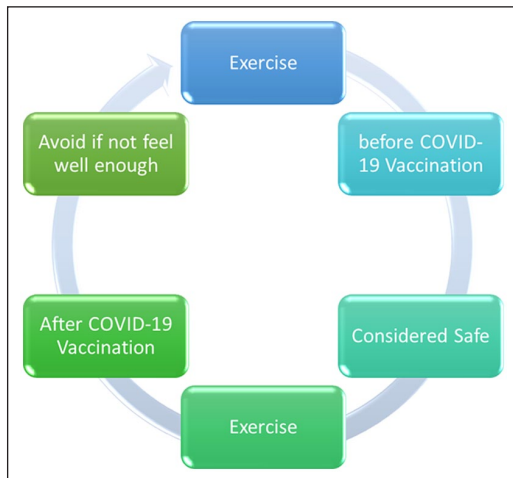 Exercise
before COVID-
19 Vaccination
Considered Safe
Exercise
After COVID-19
Vaccination
Avoid if not feel
well enough